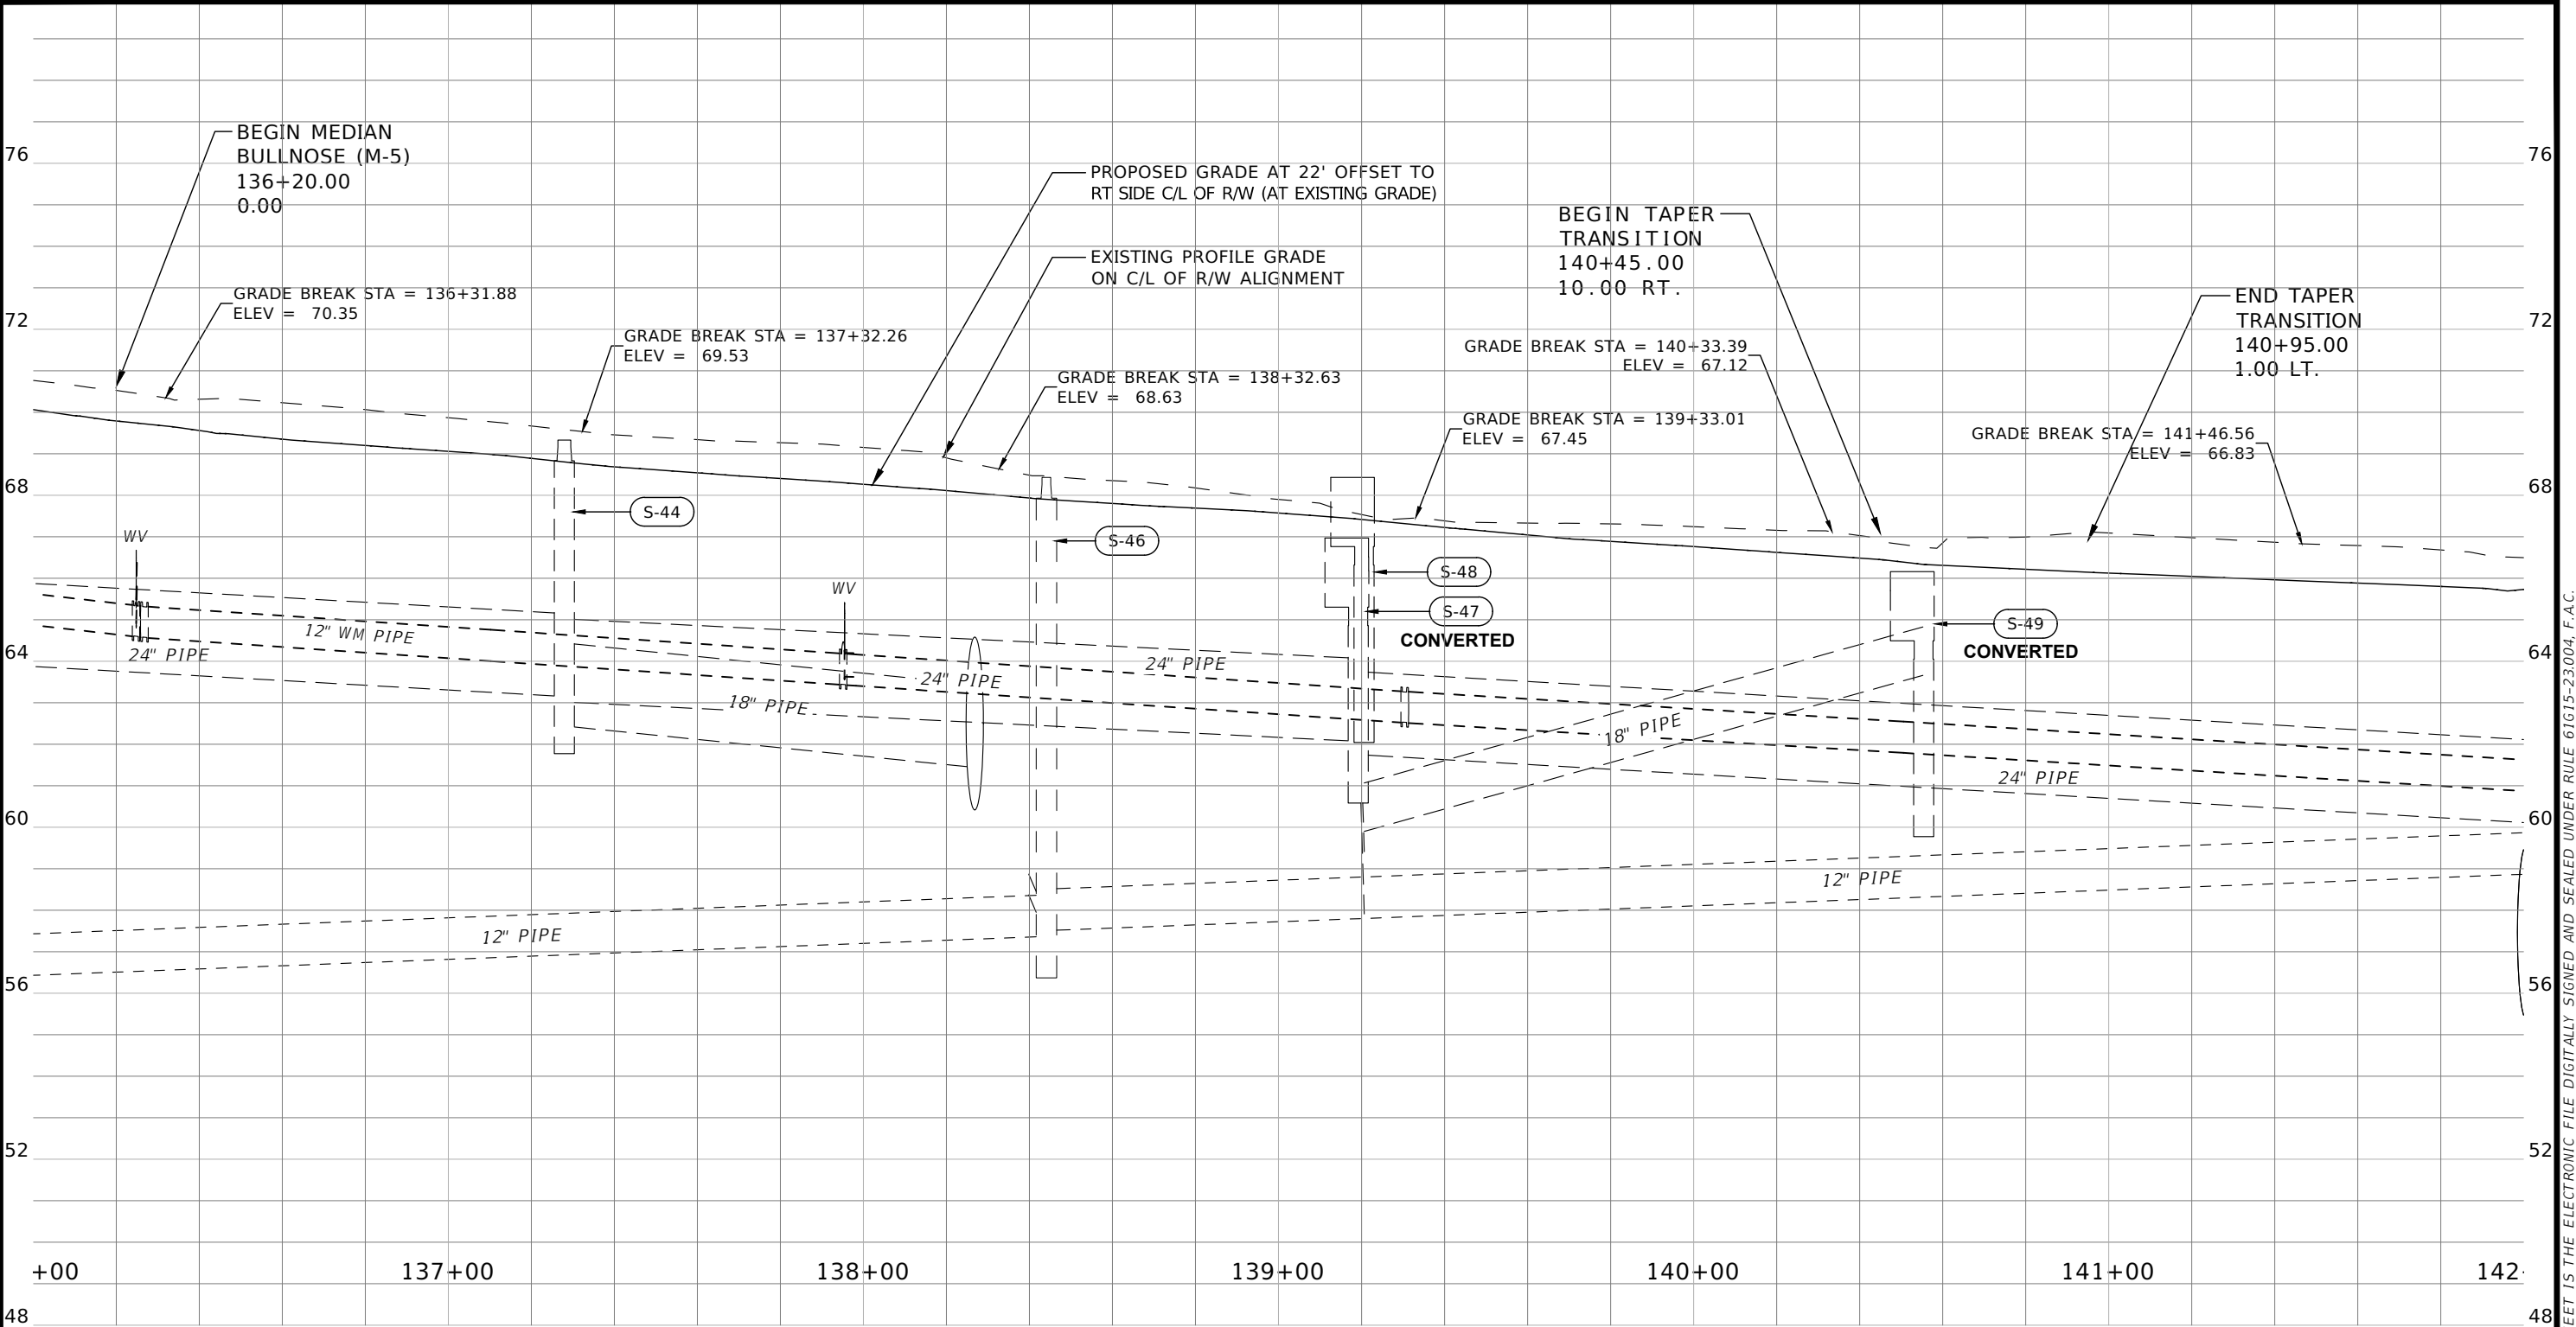 BEGIN MEDIAN
BULLNOSE (M-5)
136+20.00
0.00
GRADE BREAK STA = 136+31.88
ELEV = 70.35
GRADE BREAK STA = 137+32.26
ELEV = 69.53
PROPOSED GRADE AT 22' OFFSET TO
RT SIDE C/L OF R/W (AT EXISTING GRADE)
EXISTING PROFILE GRADE
ON C/L OF R/W ALIGNMENT
GRADE BREAK STA = 138+32.63
ELEV = 68.63
BEGIN TAPER
TRANSITION
140+45.00
10.00 RT.
GRADE BREAK STA = 140+33.39
ELEV = 67.12
GRADE BREAK STA = 139+33.01
ELEV = 67.45
END TAPER
TRANSITION
140+95.00
1.00 LT.
GRADE BREAK STA = 141+46.56
ELEV = 66.83
76
72
68
64
60
56
52
48
76
72
68
64
60
56
52
48
WV
WV
S-44
S-46
S-48
S-47
CONVERTED
S-49
CONVERTED
12" WM PIPE
24" PIPE
18" PIPE
24" PIPE
24" PIPE
18" PIPE
24" PIPE
12" PIPE
12" PIPE
+00
137+00
138+00
139+00
140+00
141+00
142
EET IS THE ELECTRONIC FILE DIGITALLY SIGNED AND SEALED UNDER RULE 61G15-23.004, F.A.C.